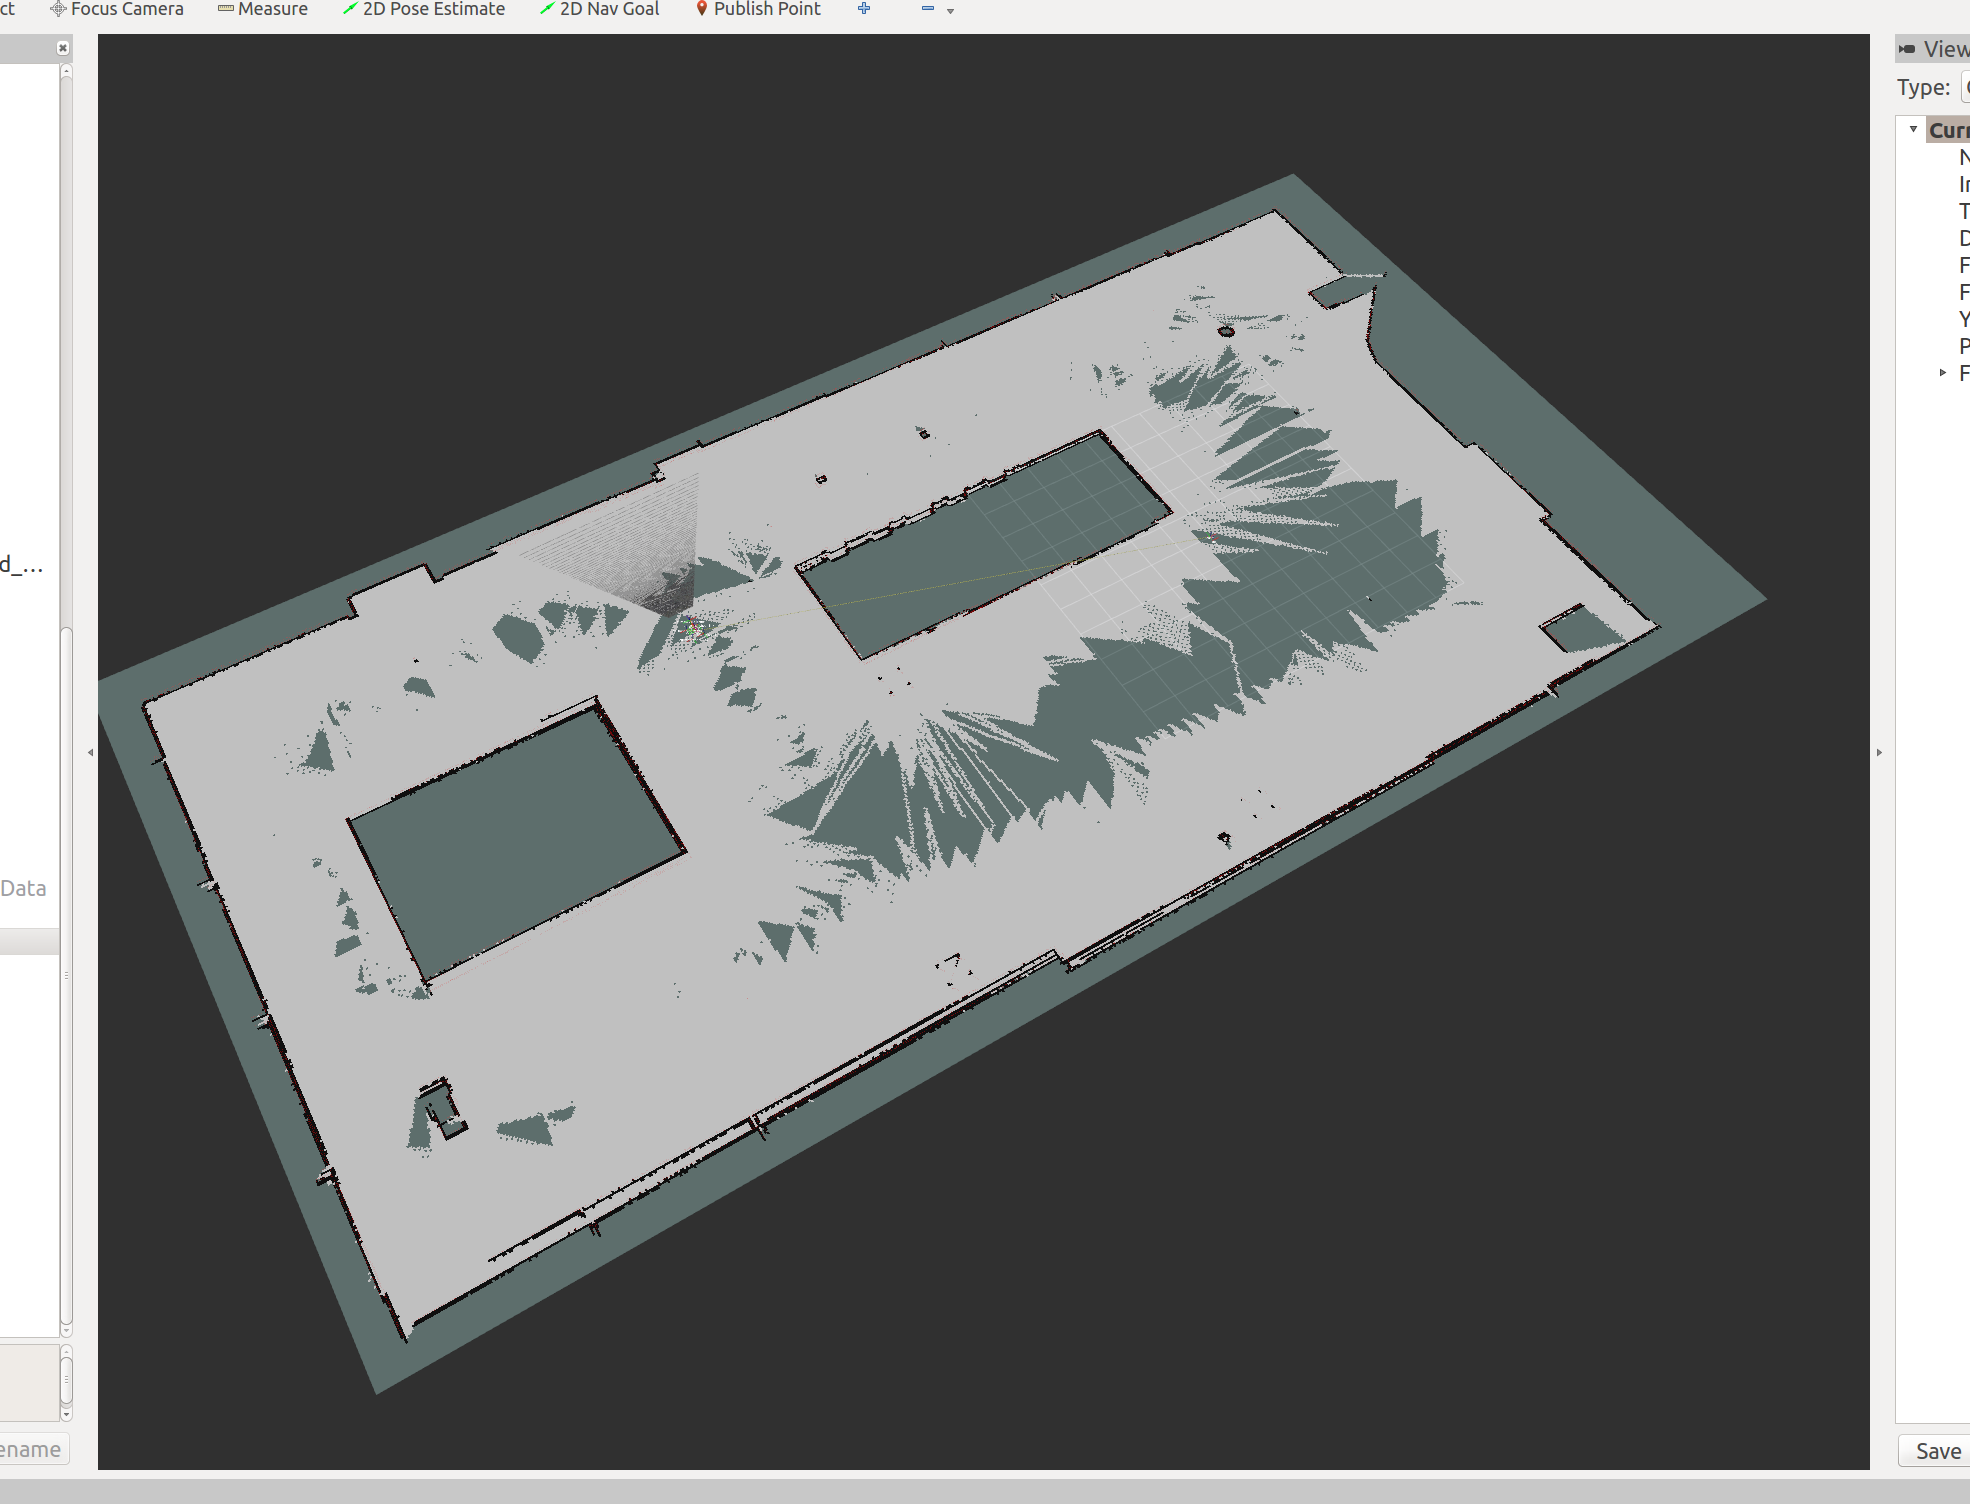 ct Focus Camera Measure 2D Pose Estimate 2D Nav Goal Publish Point
View
Type:
Curr
N
In
T
D
F
F
Y
P
F
d_...
Data
ename
Save